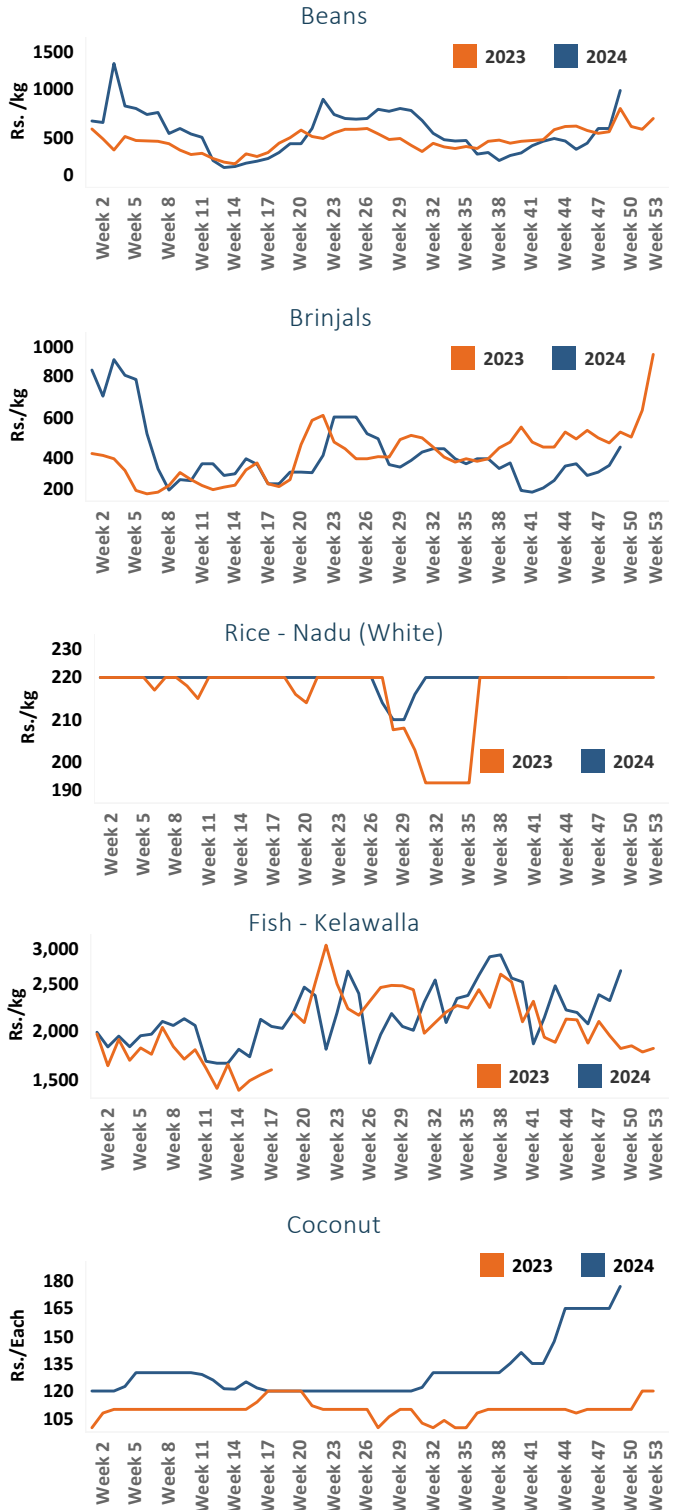 Beans
2023
2024
Rs. /kg
1500
1000
500
0
Week 2
Week 5
Week 8
Week 11
Week 14
Week 17
Week 20
Week 23
Week 26
Week 29
Week 32
Week 35
Week 38
Week 41
Week 44
Week 47
Week 50
Week 53
Brinjals
2023
2024
Rs./kg
1000
800
600
400
200
Week 2
Week 5
Week 8
Week 11
Week 14
Week 17
Week 20
Week 23
Week 26
Week 29
Week 32
Week 35
Week 38
Week 41
Week 44
Week 47
Week 50
Week 53
Rice - Nadu (White)
Rs./kg
230
220
210
200
190
2023
2024
Week 2
Week 5
Week 8
Week 11
Week 14
Week 17
Week 20
Week 23
Week 26
Week 29
Week 32
Week 35
Week 38
Week 41
Week 44
Week 47
Week 50
Week 53
Fish - Kelawalla
Rs./kg
3,000
2,500
2,000
1,500
2023
2024
Week 2
Week 5
Week 8
Week 11
Week 14
Week 17
Week 20
Week 23
Week 26
Week 29
Week 32
Week 35
Week 38
Week 41
Week 44
Week 47
Week 50
Week 53
Coconut
2023
2024
Rs./Each
180
165
150
135
120
105
Week 2
Week 5
Week 8
Week 11
Week 14
Week 17
Week 20
Week 23
Week 26
Week 29
Week 32
Week 35
Week 38
Week 41
Week 44
Week 47
Week 50
Week 53